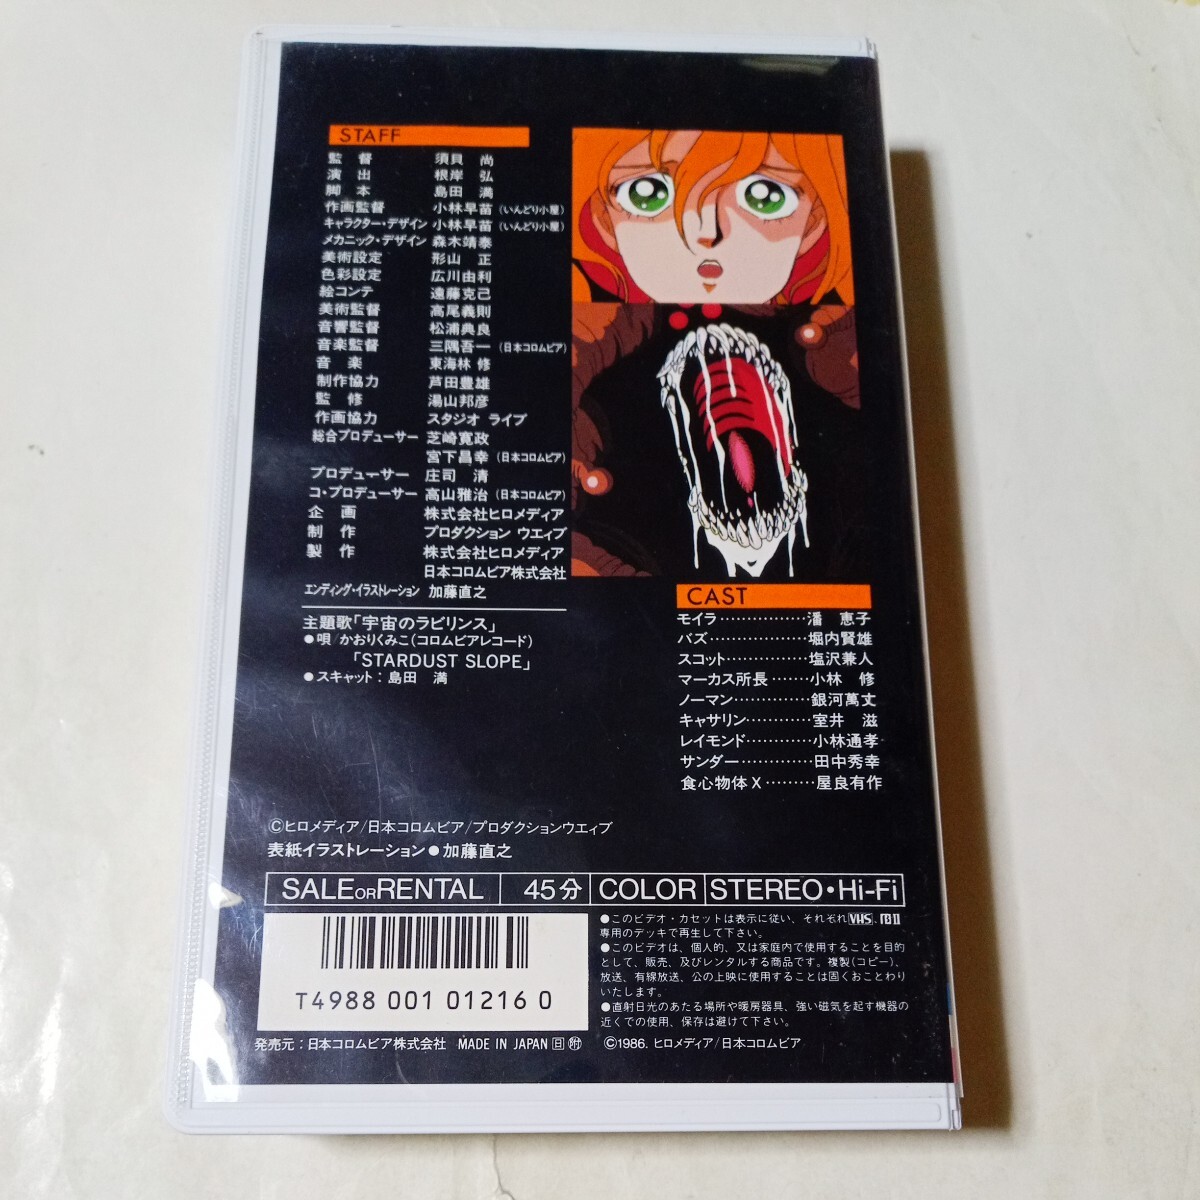 STAFF
監督 須貝尚
演出 根岸弘
脚本 島田満
作画監督 小林早苗(いんどり小屋)
キャラクター・デザイン 小林早苗(いんどり小屋)
メカニック・デザイン 森木靖泰
美術設定 形山正
色彩設定 広川由利
絵コンテ 遠藤克己
美術監督 高尾義則
音響監督 松浦典良
音楽監督 三隅吾一(日本コロムビア)
音楽 東海林修
制作協力 芦田豊雄
監修 湯山邦彦
作画協力 スタジオ ライブ
総合プロデューサー 芝崎寛政
宮下昌幸(日本コロムビア)
プロデューサー 庄司清
コ・プロデューサー 高山雅治(日本コロムビア)
企画 株式会社ヒロメディア
制作 プロダクション ウエイブ
製作 株式会社ヒロメディア
日本コロムビア株式会社
エンディング・イラストレーション 加藤直之
主題歌「宇宙のラビリンス」
●唄/かおりくみこ(コロムビアレコード)
「STARDUST SLOPE」
●スキャット:島田 満
CAST
モイラ……………潘 恵子
バズ………………堀内賢雄
スコット……………塩沢兼人
マーカス所長……小林 修
ノーマン……………銀河萬丈
キャサリン…………室井 滋
レイモンド…………小林通孝
サンダー……………田中秀幸
食心物体X………屋良有作
©ヒロメディア/日本コロムビア/プロダクションウエィブ
表紙イラストレーション●加藤直之
SALE OR RENTAL 45分 COLOR STEREO・Hi-Fi
●このビデオ・カセットは表示に従い、それぞれVHS、βII
専用のデッキで再生して下さい。
●このビデオは、個人的、又は家庭内で使用することを目的
として、販売、及びレンタルする商品です。複製(コピー)、
放送、有線放送、公の上映に使用することは固くおことわり
いたします。
●直射日光のあたる場所や暖房器具、強い磁気を起す機器の
近くでの使用、保存は避けて下さい。
T4988 001 01216 0
発売元:日本コロムビア株式会社 MADE IN JAPAN 日 附 ©1986. ヒロメディア/日本コロムビア